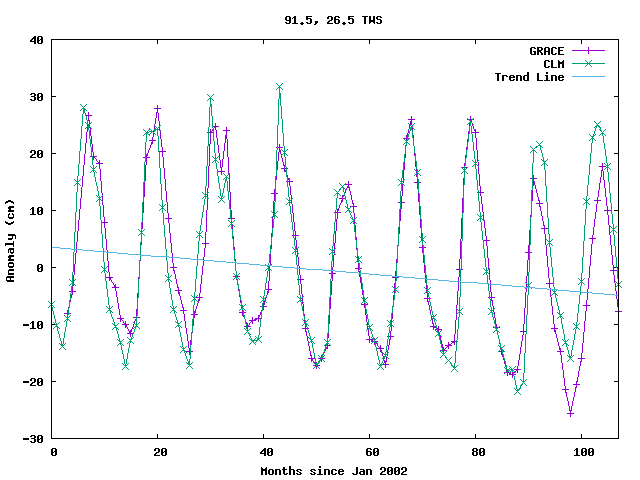 91.5, 26.5 TWS
GRACE
CLM
Trend Line
40
30
20
10
0
-10
-20
-30
Anomaly (cm)
0 20 40 60 80 100
Months since Jan 2002